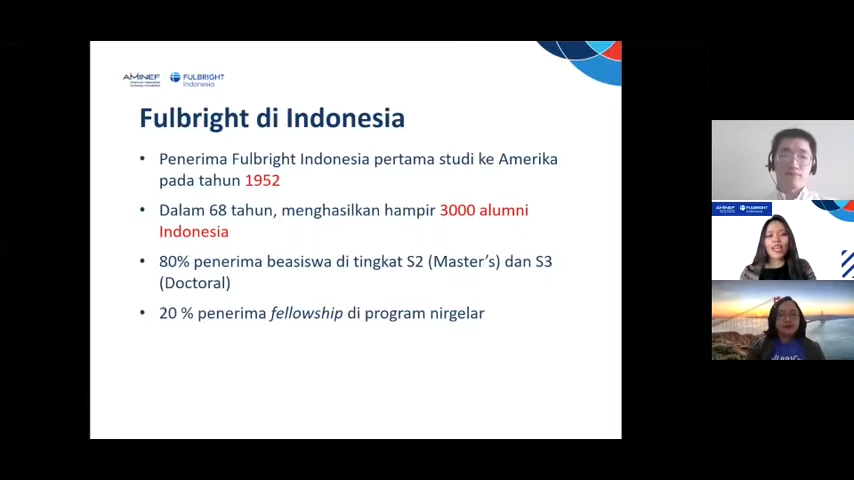 AMINEF
FULBRIGHT
Indonesia
Fulbright di Indonesia
• Penerima Fulbright Indonesia pertama studi ke Amerika
pada tahun 1952
• Dalam 68 tahun, menghasilkan hampir 3000 alumni
Indonesia
• 80% penerima beasiswa di tingkat S2 (Master's) dan S3
(Doctoral)
• 20 % penerima fellowship di program nirgelar
AMINEF
FULBRIGHT